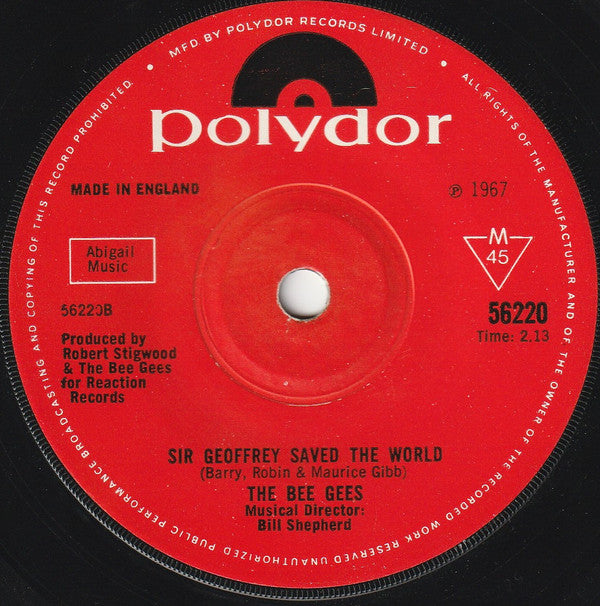 MFD. BY POLYDOR RECORDS LIMITED •
ALL RIGHTS OF THE MANUFACTURER AND OF THE OWNER OF THE RECORDED WORK RESERVED UNAUTHORIZED PUBLIC PERFORMANCE BROADCASTING AND COPYING OF THIS RECORD PROHIBITED •
polydor
MADE IN ENGLAND
℗ 1967
Abigail
Music
M
45
56220B
56220
Time: 2.13
Produced by
Robert Stigwood
& The Bee Gees
for Reaction
Records
SIR GEOFFREY SAVED THE WORLD
(Barry, Robin & Maurice Gibb)
THE BEE GEES
Musical Director:
Bill Shepherd